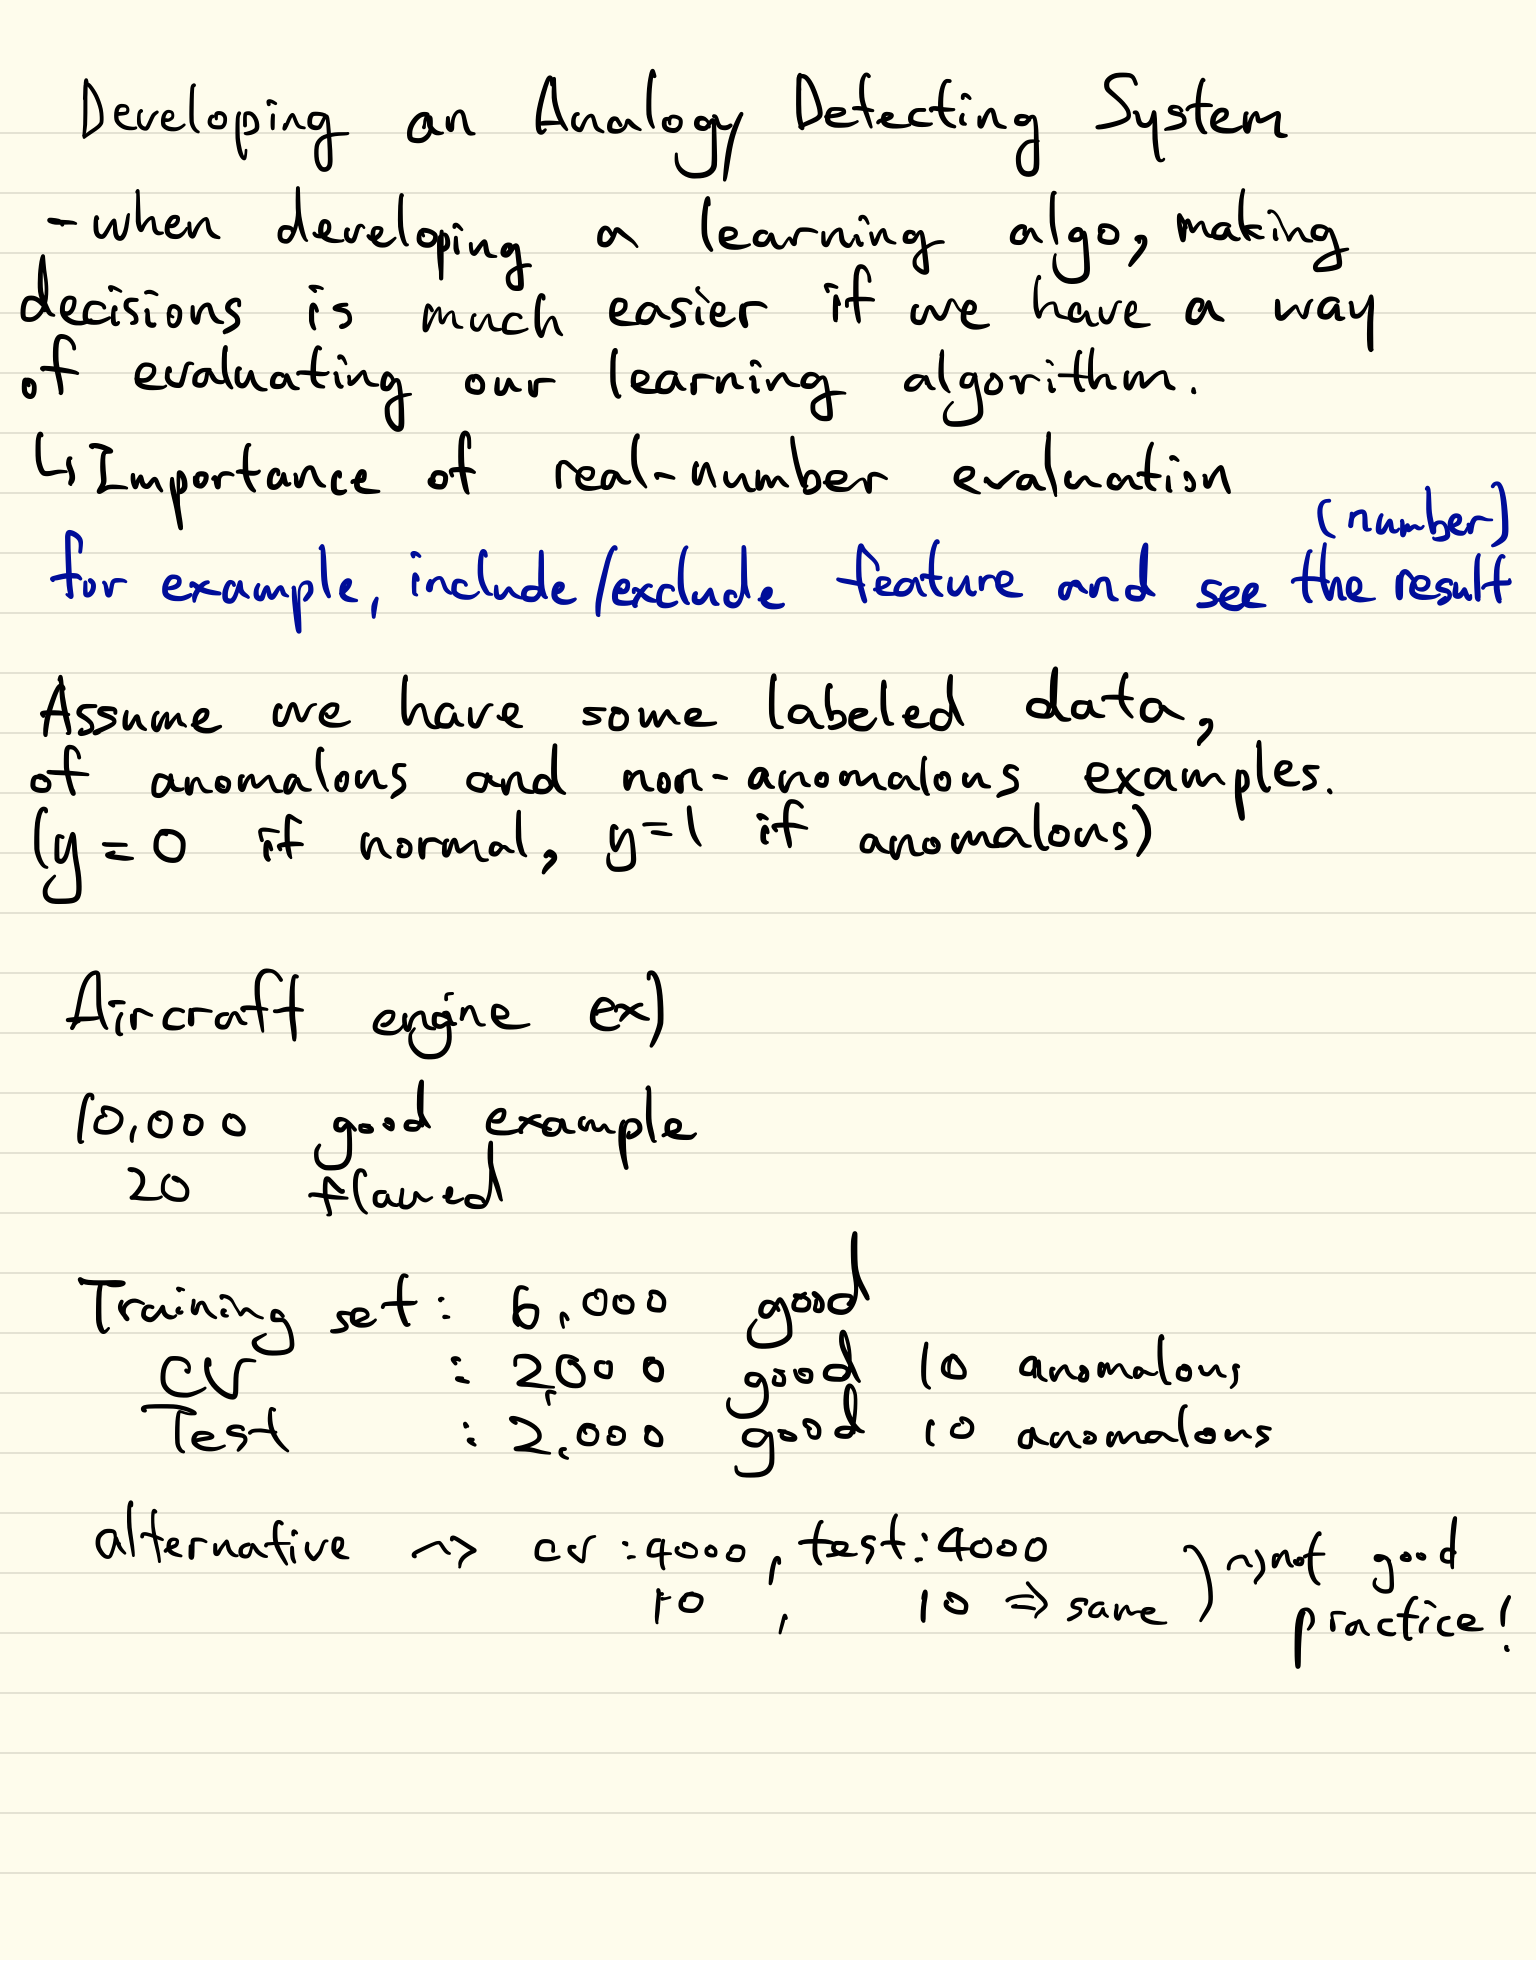 Developing an Analogy Detecting System
- when developing a learning algo, making
decisions is much easier if we have a way
of evaluating our learning algorithm.
↳ Importance of real-number evaluation
(number)
for example, include/exclude feature and see the result
Assume we have some labeled data,
of anomalous and non-anomalous examples.
(y = 0 if normal, y=1 if anomalous)
Aircraft engine ex)
10,000 good example
20 flawed
Training set: 6,000 good
CV : 2,000 good 10 anomalous
Test : 2,000 good 10 anomalous
alternative ~> cv : 4000, test: 4000
10, 10 => same ) ~> not good
practice!